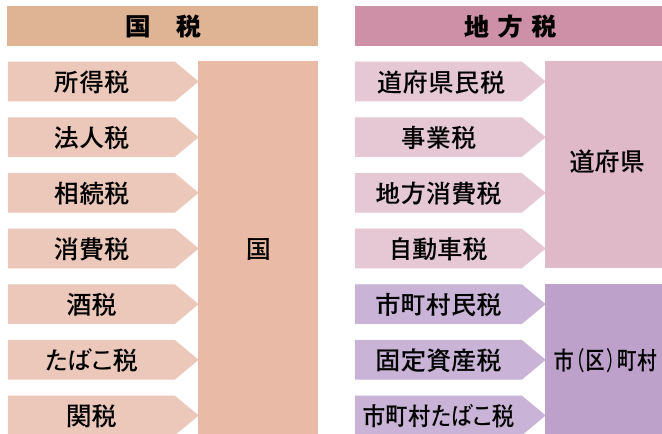 国 税
所得税
法人税
相続税
消費税
酒税
たばこ税
関税
国
地方税
道府県民税
事業税
地方消費税
自動車税
道府県
市町村民税
固定資産税
市町村たばこ税
市(区)町村